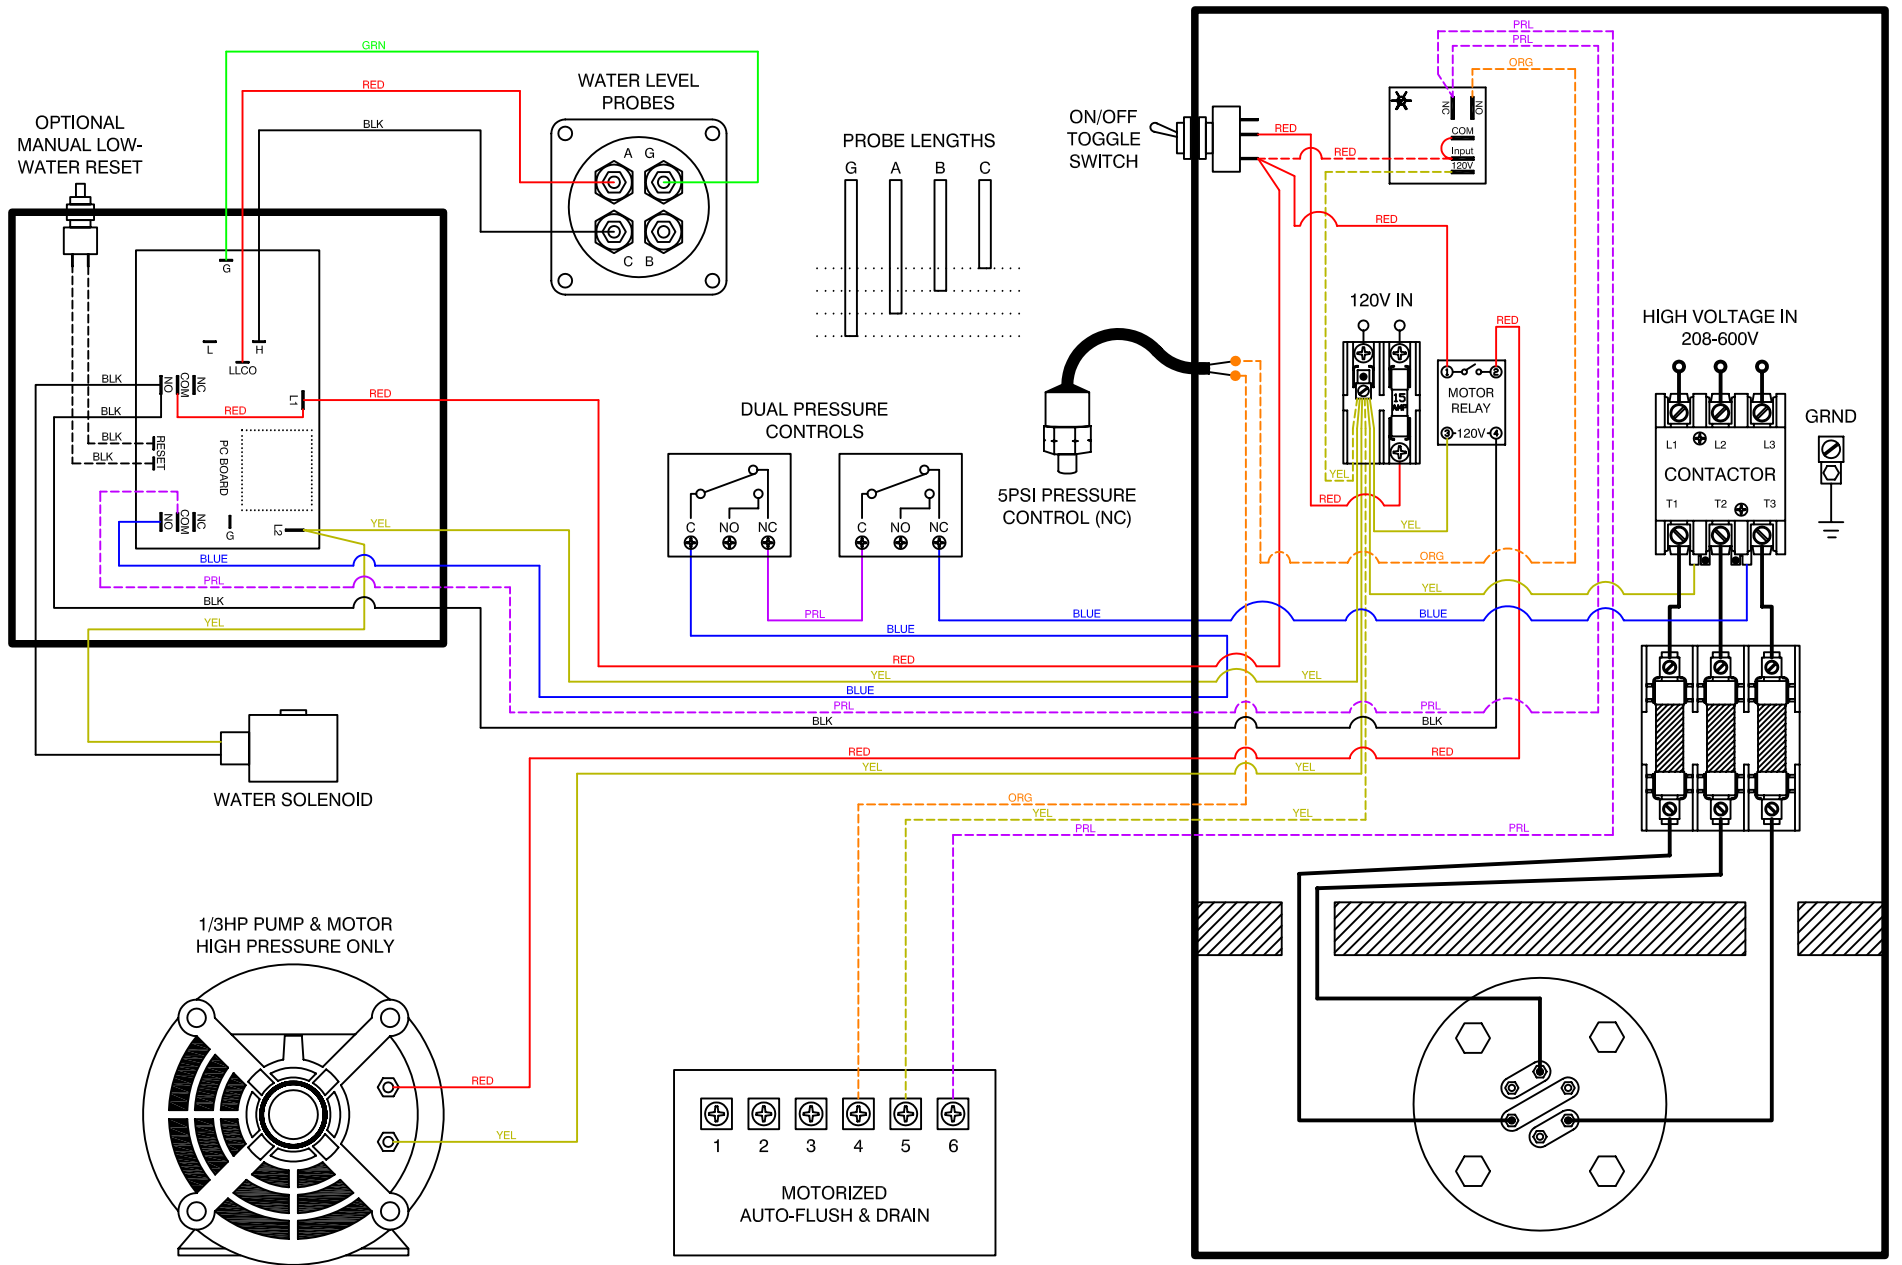 GRN
RED
BLK
OPTIONAL
MANUAL LOW-
WATER RESET
WATER LEVEL
PROBES
A G
C B
PROBE LENGTHS
G A B C
ON/OFF
TOGGLE
SWITCH
RED
RED
RED
PRL
PRL
ORG
NC NO
COM
Input
120V
G
L H
LLCO
BLK
NO COM NC
BLK
RED
L1
RED
BLK
BLK
RESET
PC BOARD
NO COM NC
G
L2
YEL
BLUE
PRL
BLK
YEL
DUAL PRESSURE
CONTROLS
C NO NC
C NO NC
PRL
5PSI PRESSURE
CONTROL (NC)
120V IN
15
AMP
YEL
RED
YEL
RED
1 2
MOTOR
RELAY
3 120V 4
HIGH VOLTAGE IN
208-600V
L1 L2 L3
CONTACTOR
T1 T2 T3
GRND
ORG
YEL
BLUE
BLUE
BLUE
RED
YEL
YEL
BLUE
PRL
PRL
BLK
BLK
RED
RED
YEL
YEL
ORG
YEL
YEL
PRL
PRL
WATER SOLENOID
1/3HP PUMP & MOTOR
HIGH PRESSURE ONLY
RED
YEL
1 2 3 4 5 6
MOTORIZED
AUTO-FLUSH & DRAIN